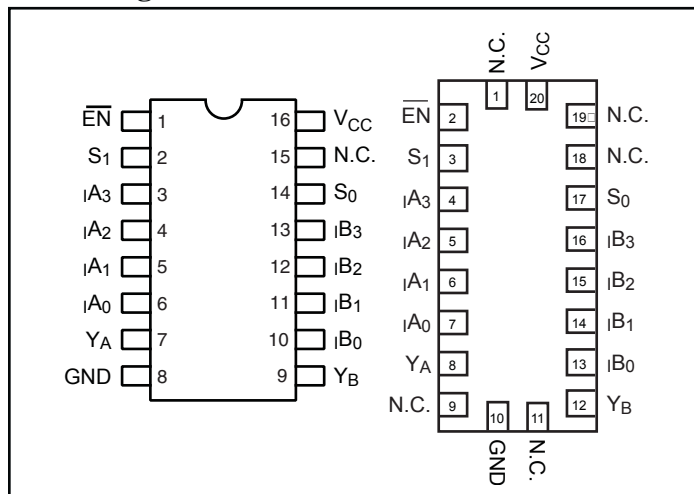 EN 1 16 VCC
S1 2 15 N.C.
IA3 3 14 S0
IA2 4 13 IB3
IA1 5 12 IB2
IA0 6 11 IB1
YA 7 10 IB0
GND 8 9 YB
N.C. VCC
1 20
EN 2 19 N.C.
S1 3 18 N.C.
IA3 4 17 S0
IA2 5 16 IB3
IA1 6 15 IB2
IA0 7 14 IB1
YA 8 13 IB0
N.C. 9 12 YB
10 11
GND N.C.